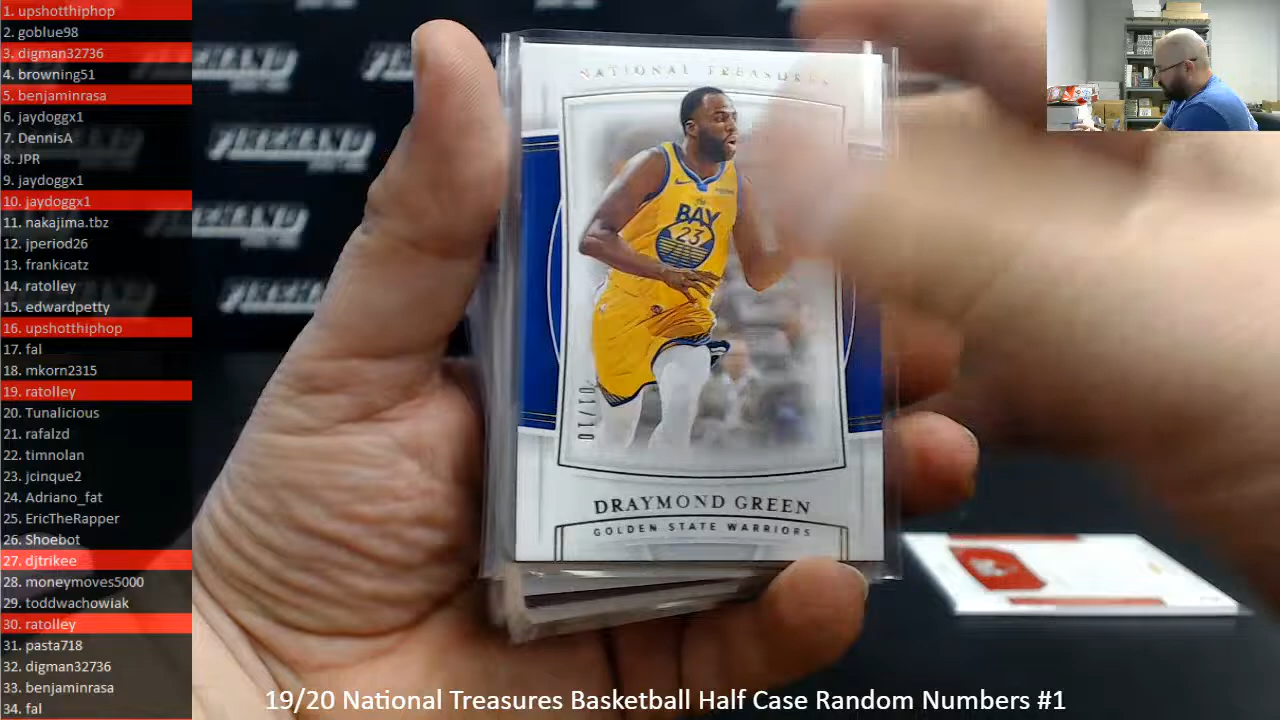 1. upshotthiphop
2. goblue98
3. digman32736
4. browning51
5. benjaminrasa
6. jaydoggx1
7. DennisA
8. JPR
9. jaydoggx1
10. jaydoggx1
11. nakajima.tbz
12. jperiod26
13. frankicatz
14. ratolley
15. edwardpetty
16. upshotthiphop
17. fal
18. mkorn2315
19. ratolley
20. Tunalicious
21. rafalzd
22. timnolan
23. jcinque2
24. Adriano_fat
25. EricTheRapper
26. Shoebot
27. djtrikee
28. moneymoves5000
29. toddwachowiak
30. ratolley
31. pasta718
32. digman32736
33. benjaminrasa
34. fal
NATIONAL TREASURES
BAY
23
01/10
DRAYMOND GREEN
GOLDEN STATE WARRIORS
19/20 National Treasures Basketball Half Case Random Numbers #1